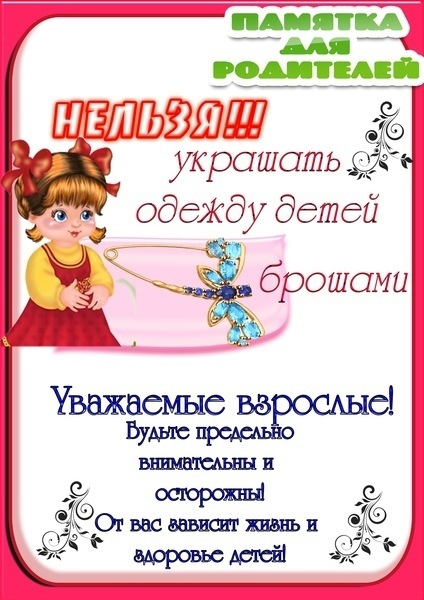 ПАМЯТКА
ДЛЯ
РОДИТЕЛЕЙ
НЕЛЬЗЯ!!!
украшать
одежду детей
брошами
Уважаемые взрослые!
Будьте предельно
внимательны и
осторожны!
От вас зависит жизнь и
здоровье детей!